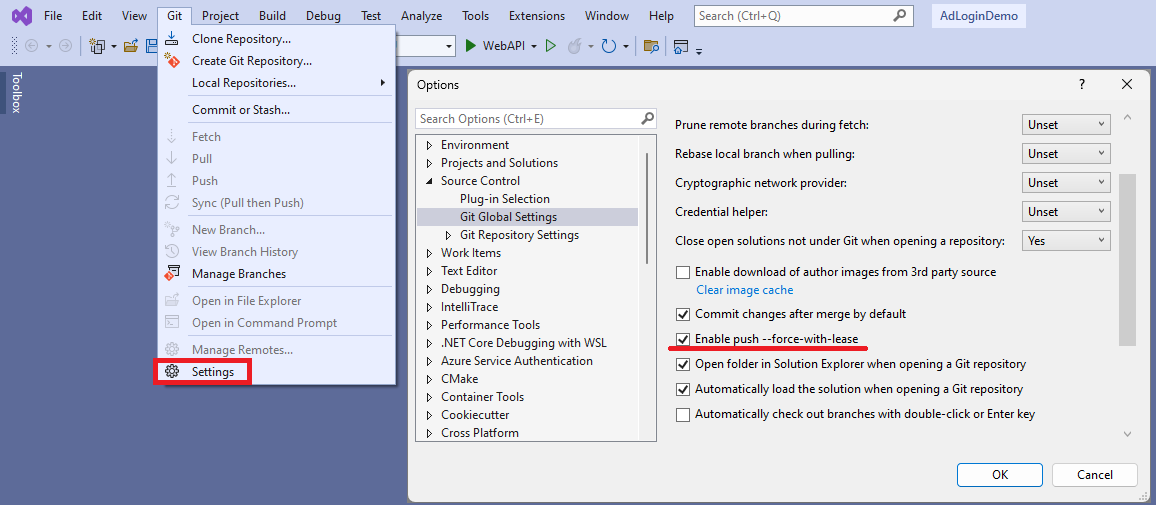 File Edit View Git Project Build Debug Test Analyze Tools Extensions Window Help Search (Ctrl+Q) AdLoginDemo
WebAPI
Toolbox
Clone Repository...
Create Git Repository...
Local Repositories...
Commit or Stash...
Fetch
Pull
Push
Sync (Pull then Push)
New Branch...
View Branch History
Manage Branches
Open in File Explorer
Open in Command Prompt
Manage Remotes...
Settings
Options ?
Search Options (Ctrl+E)
Environment
Projects and Solutions
Source Control
Plug-in Selection
Git Global Settings
Git Repository Settings
Work Items
Text Editor
Debugging
IntelliTrace
Performance Tools
.NET Core Debugging with WSL
Azure Service Authentication
CMake
Container Tools
Cookiecutter
Cross Platform
Prune remote branches during fetch: Unset
Rebase local branch when pulling: Unset
Cryptographic network provider: Unset
Credential helper: Unset
Close open solutions not under Git when opening a repository: Yes
Enable download of author images from 3rd party source
Clear image cache
Commit changes after merge by default
Enable push --force-with-lease
Open folder in Solution Explorer when opening a Git repository
Automatically load the solution when opening a Git repository
Automatically check out branches with double-click or Enter key
OK Cancel